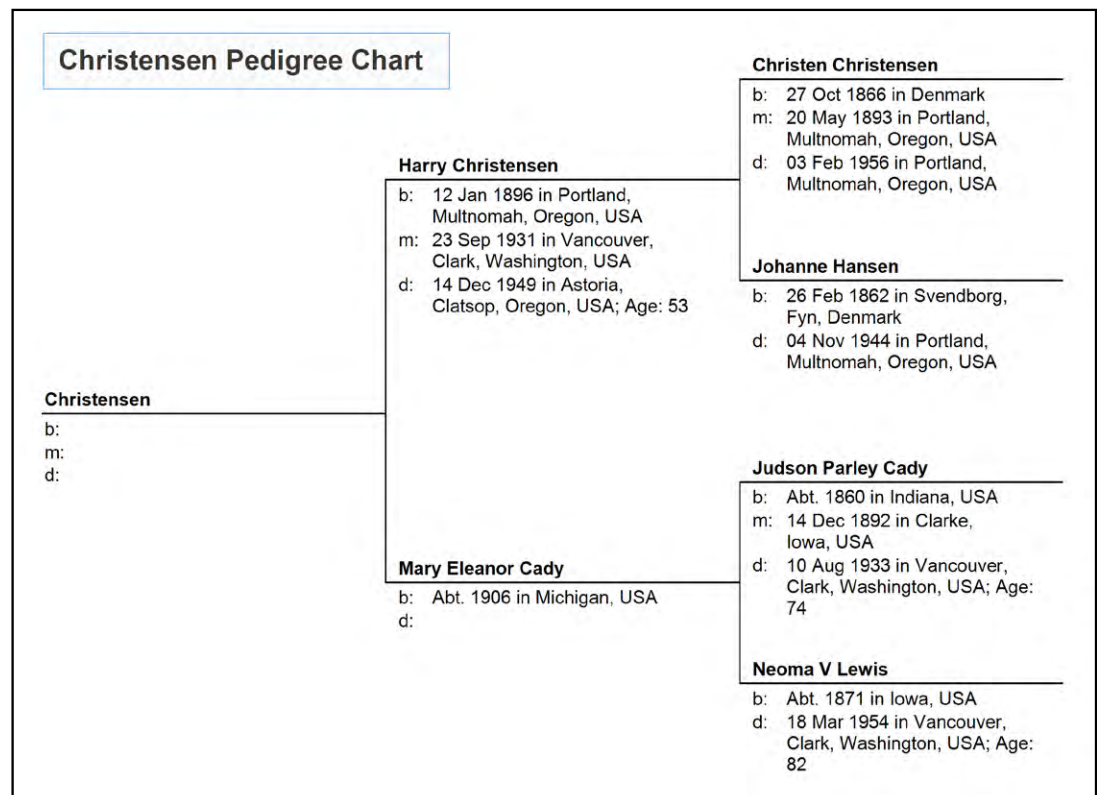 Christensen Pedigree Chart
Christen Christensen
b: 27 Oct 1866 in Denmark
m: 20 May 1893 in Portland,
Multnomah, Oregon, USA
d: 03 Feb 1956 in Portland,
Multnomah, Oregon, USA
Harry Christensen
b: 12 Jan 1896 in Portland,
Multnomah, Oregon, USA
m: 23 Sep 1931 in Vancouver,
Clark, Washington, USA
d: 14 Dec 1949 in Astoria,
Clatsop, Oregon, USA; Age: 53
Johanne Hansen
b: 26 Feb 1862 in Svendborg,
Fyn, Denmark
d: 04 Nov 1944 in Portland,
Multnomah, Oregon, USA
Christensen
b:
m:
d:
Judson Parley Cady
b: Abt. 1860 in Indiana, USA
m: 14 Dec 1892 in Clarke,
Iowa, USA
d: 10 Aug 1933 in Vancouver,
Clark, Washington, USA; Age:
74
Mary Eleanor Cady
b: Abt. 1906 in Michigan, USA
d:
Neoma V Lewis
b: Abt. 1871 in Iowa, USA
d: 18 Mar 1954 in Vancouver,
Clark, Washington, USA; Age:
82